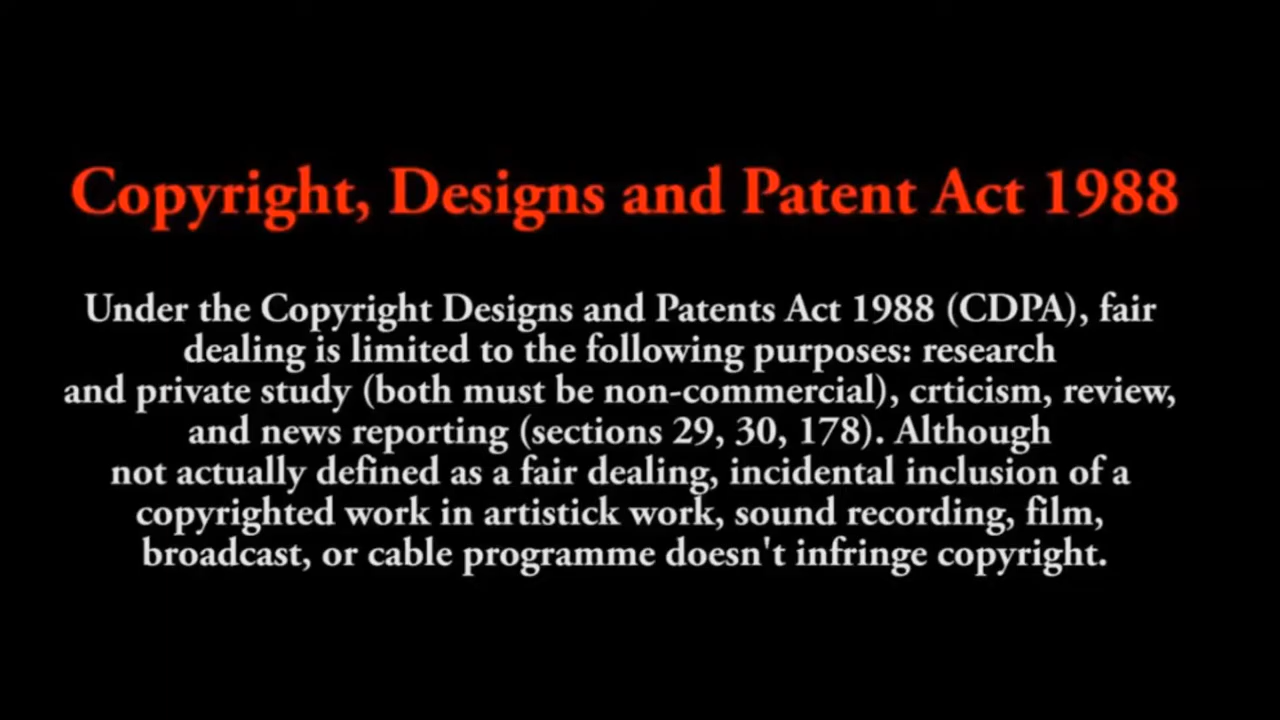 Copyright, Designs and Patent Act 1988
Under the Copyright Designs and Patents Act 1988 (CDPA), fair
dealing is limited to the following purposes: research
and private study (both must be non-commercial), crticism, review,
and news reporting (sections 29, 30, 178). Although
not actually defined as a fair dealing, incidental inclusion of a
copyrighted work in artistick work, sound recording, film,
broadcast, or cable programme doesn't infringe copyright.